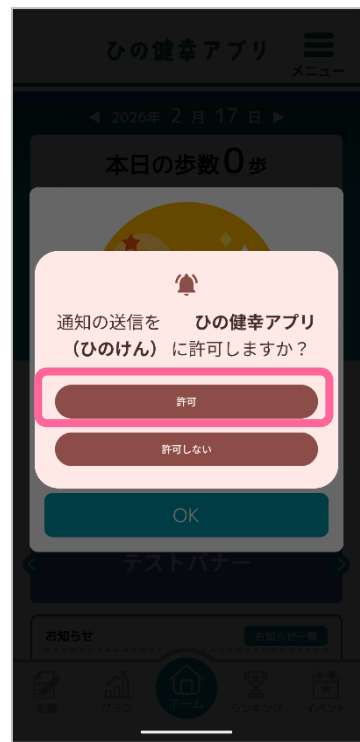 ひの健幸アプリ
メニュー
◀ 2026年 2 月 17 日 ▶
本日の歩数0歩
通知の送信を ひの健幸アプリ
（ひのけん）に許可しますか？
許可
許可しない
OK
テストバナー
お知らせ
お知らせ一覧
記録
グラフ
ホーム
ランキング
イベント